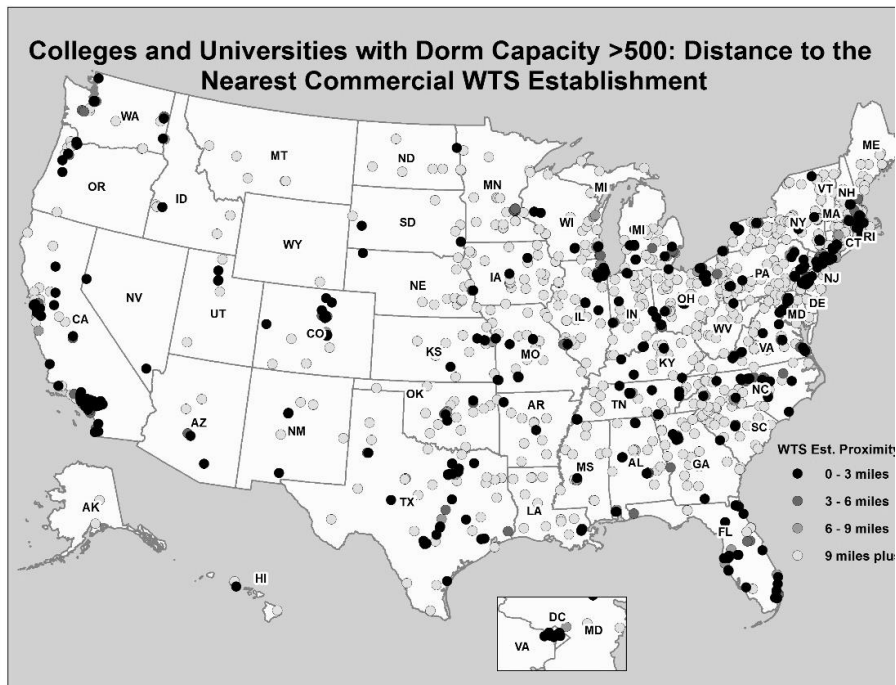 Colleges and Universities with Dorm Capacity >500: Distance to the
Nearest Commercial WTS Establishment
WA
MT
ND
MN
ME
OR
ID
SD
WI
MI
MI
VT
NH
NY
MA
CT
RI
WY
NE
IA
PA
NJ
NV
UT
CO
IL
IN
OH
DE
MD
WV
VA
CA
KS
MO
KY
NC
AZ
NM
OK
AR
TN
SC
TX
LA
MS
AL
GA
FL
AK
HI
WTS Est. Proximity
0 - 3 miles
3 - 6 miles
6 - 9 miles
9 miles plus
DC
MD
VA